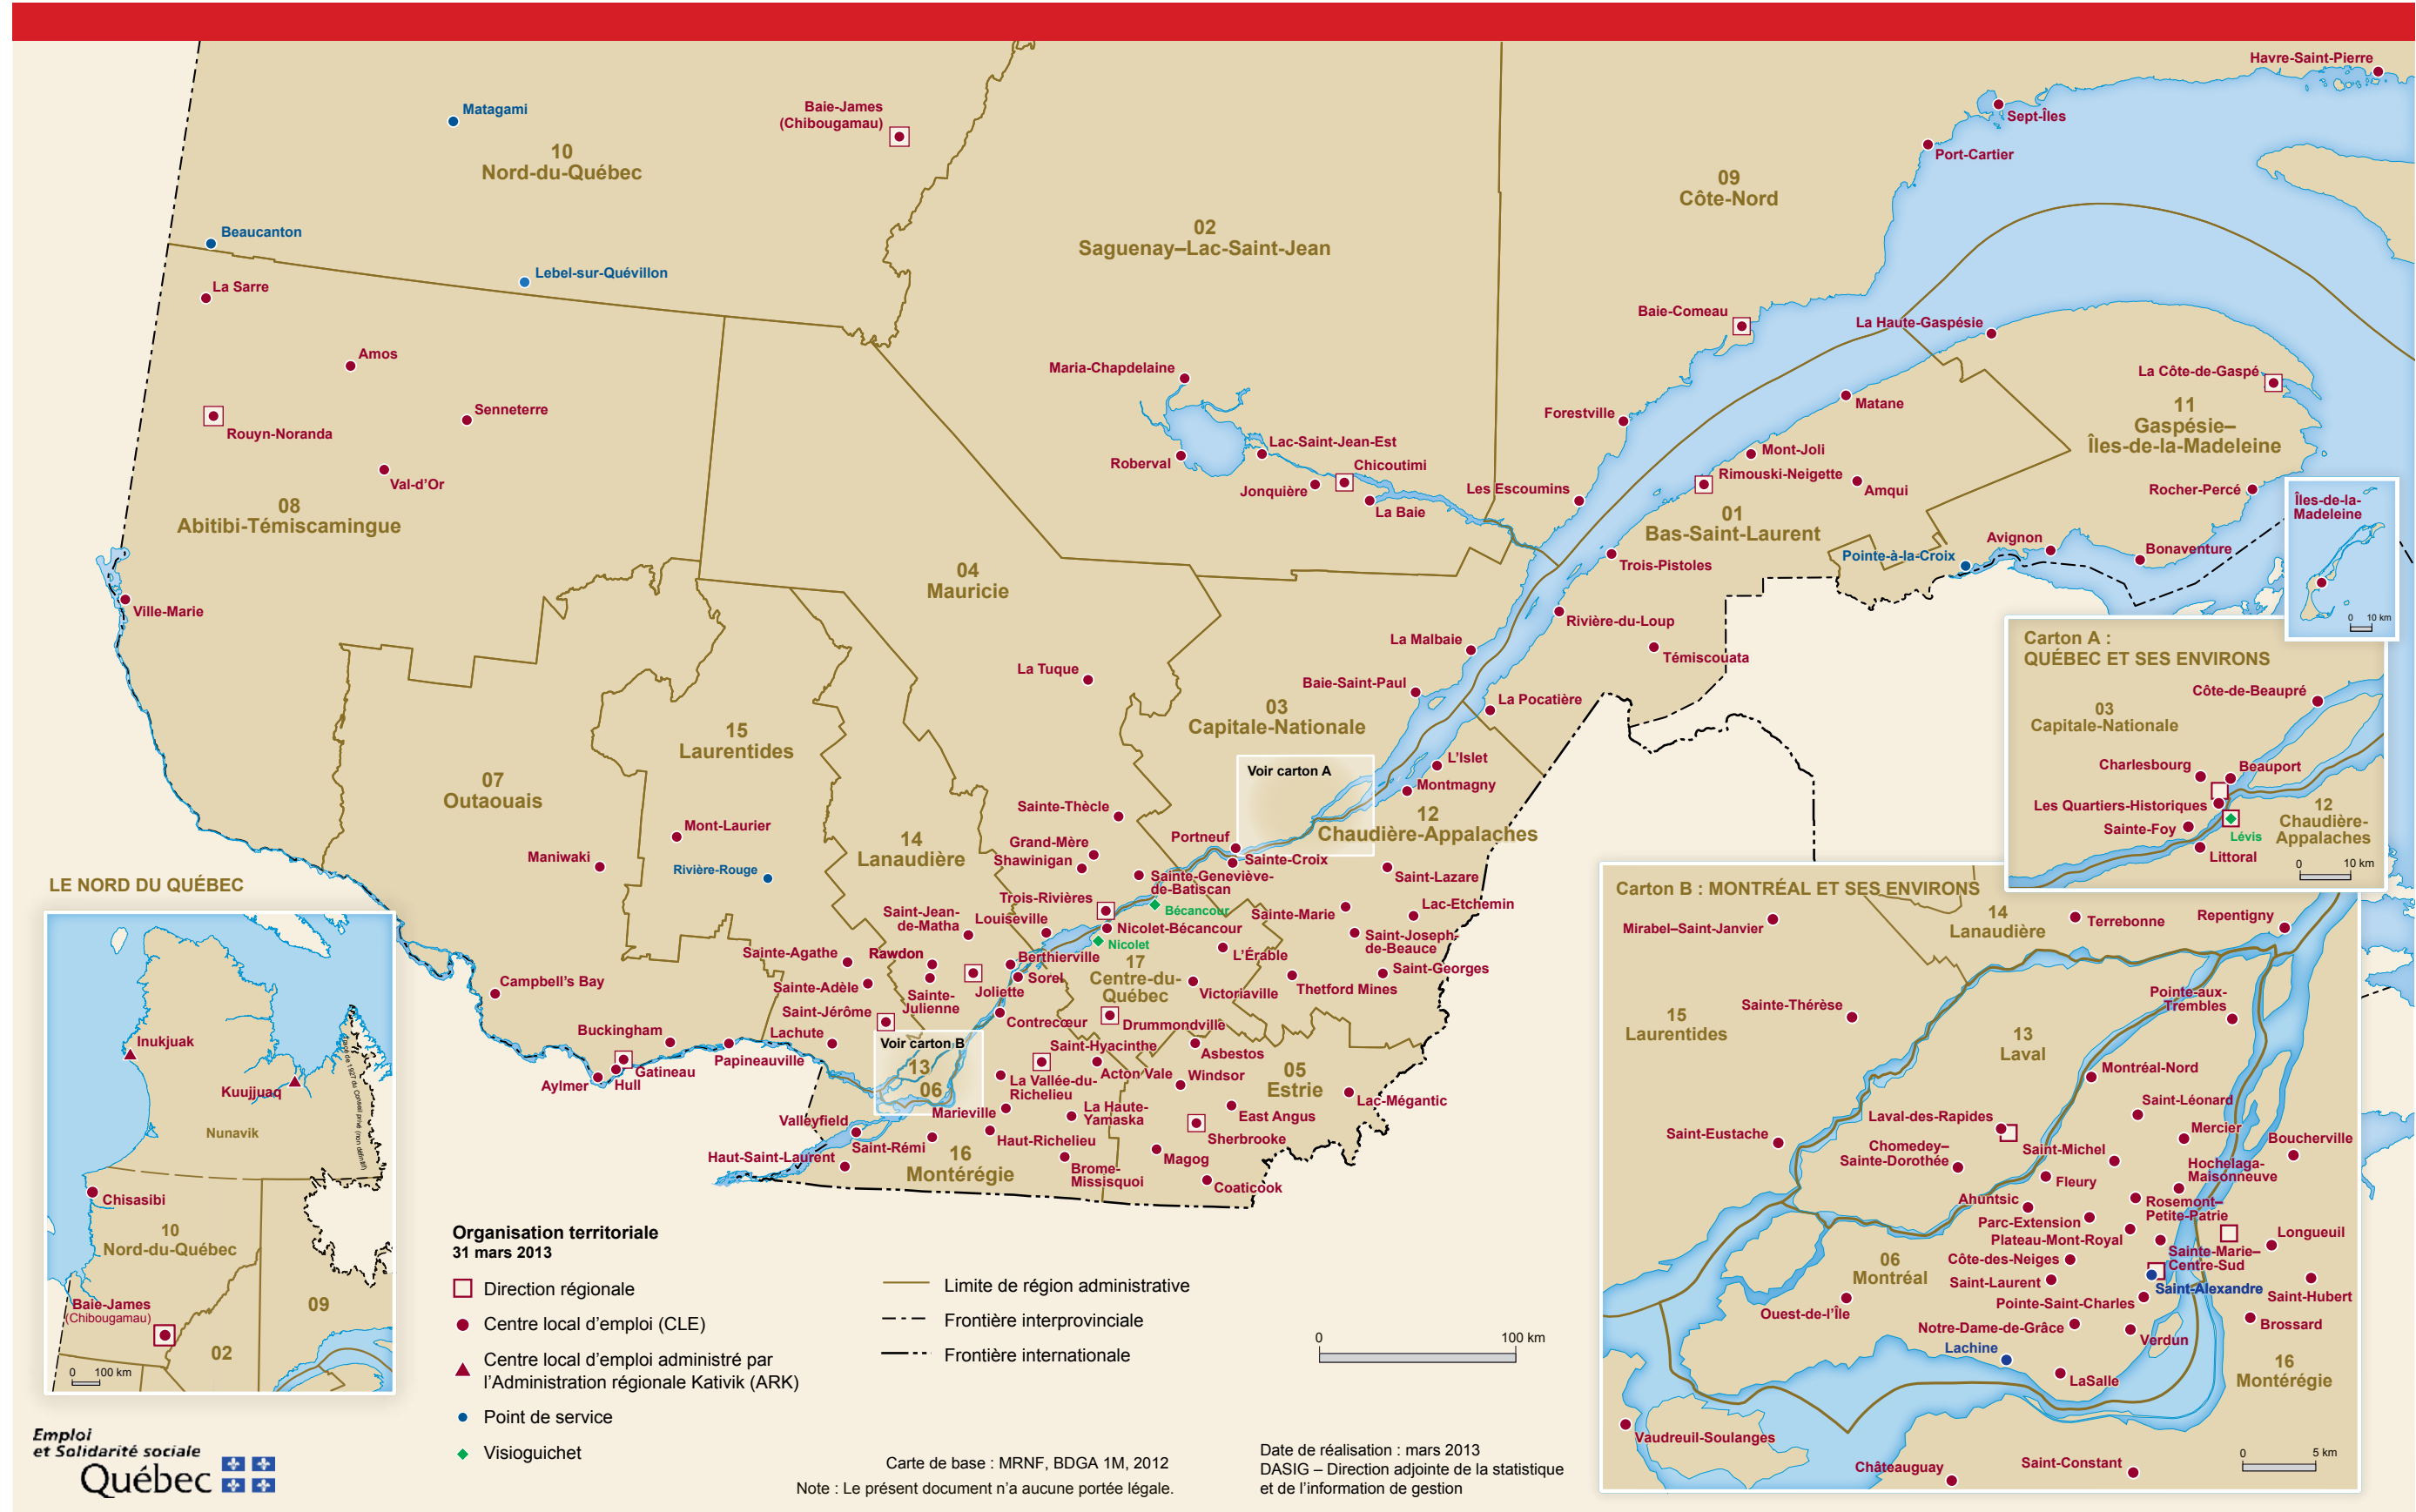 Havre-Saint-Pierre
Matagami
Baie-James
(Chibougamau)
Sept-Îles
10
Nord-du-Québec
Port-Cartier
09
Côte-Nord
Beaucanton
02
Saguenay–Lac-Saint-Jean
Lebel-sur-Quévillon
La Sarre
Baie-Comeau
La Haute-Gaspésie
Amos
Maria-Chapdelaine
La Côte-de-Gaspé
Senneterre
Forestville
Matane
11
Gaspésie–
Îles-de-la-Madeleine
Rouyn-Noranda
Lac-Saint-Jean-Est
Mont-Joli
Roberval
Chicoutimi
Rimouski-Neigette
Val-d’Or
Jonquière
Les Escoumins
Amqui
Rocher-Percé
La Baie
Îles-de-la-
Madeleine
08
Abitibi-Témiscamingue
01
Bas-Saint-Laurent
Avignon
Bonaventure
Pointe-à-la-Croix
Trois-Pistoles
04
Mauricie
Ville-Marie
Rivière-du-Loup
0 10 km
La Malbaie
Témiscouata
La Tuque
Baie-Saint-Paul
La Pocatière
03
Capitale-Nationale
15
Laurentides
L’Islet
Voir carton A
Montmagny
07
Outaouais
Sainte-Thècle
12
Chaudière-Appalaches
Mont-Laurier
Portneuf
Grand-Mère
14
Lanaudière
Shawinigan
Sainte-Croix
Maniwaki
Rivière-Rouge
Sainte-Geneviève-
de-Batiscan
Saint-Lazare
Trois-Rivières
Bécancour
Lac-Etchemin
Sainte-Marie
Saint-Jean-
de-Matha
Louiseville
Nicolet-Bécancour
Saint-Joseph-
de-Beauce
Nicolet
Sainte-Agathe
Rawdon
Berthierville
L’Érable
17
Centre-du-
Québec
Saint-Georges
Campbell’s Bay
Sorel
Sainte-Adèle
Sainte-
Julienne
Joliette
Victoriaville
Thetford Mines
Saint-Jérôme
Contrecœur
Drummondville
Buckingham
Lachute
Voir carton B
Saint-Hyacinthe
Asbestos
Papineauville
13
06
Gatineau
Acton Vale
05
Estrie
Aylmer
Hull
La Vallée-du-
Richelieu
Windsor
Lac-Mégantic
Marieville
La Haute-
Yamaska
East Angus
Valleyfield
Haut-Richelieu
Sherbrooke
Saint-Rémi
Haut-Saint-Laurent
16
Montérégie
Magog
Brome-
Missisquoi
Coaticook
LE NORD DU QUÉBEC
Inukjuak
Kuujjuaq
Nunavik
Chisasibi
10
Nord-du-Québec
Baie-James
(Chibougamau)
09
02
0 100 km
Organisation territoriale
31 mars 2013
Direction régionale
Centre local d’emploi (CLE)
Centre local d’emploi administré par
l’Administration régionale Kativik (ARK)
Point de service
Visioguichet
Limite de région administrative
Frontière interprovinciale
Frontière internationale
0 100 km
Emploi
et Solidarité sociale
Québec
Carte de base : MRNF, BDGA 1M, 2012
Note : Le présent document n’a aucune portée légale.
Date de réalisation : mars 2013
DASIG – Direction adjointe de la statistique
et de l’information de gestion
Carton A :
QUÉBEC ET SES ENVIRONS
Côte-de-Beaupré
03
Capitale-Nationale
Charlesbourg
Beauport
Les Quartiers-Historiques
12
Chaudière-
Appalaches
Sainte-Foy
Lévis
Littoral
0 10 km
Carton B : MONTRÉAL ET SES ENVIRONS
Mirabel–Saint-Janvier
14
Lanaudière
Terrebonne
Repentigny
Sainte-Thérèse
Pointe-aux-
Trembles
15
Laurentides
13
Laval
Montréal-Nord
Saint-Léonard
Laval-des-Rapides
Mercier
Saint-Eustache
Boucherville
Chomedey–
Sainte-Dorothée
Saint-Michel
Hochelaga-
Maisonneuve
Fleury
Ahuntsic
Rosemont–
Petite-Patrie
Parc-Extension
Plateau-Mont-Royal
Longueuil
Côte-des-Neiges
Sainte-Marie–
Centre-Sud
06
Montréal
Saint-Laurent
Saint-Alexandre
Saint-Hubert
Ouest-de-l’Île
Pointe-Saint-Charles
Notre-Dame-de-Grâce
Verdun
Brossard
Lachine
LaSalle
16
Montérégie
Vaudreuil-Soulanges
Châteauguay
Saint-Constant
0 5 km